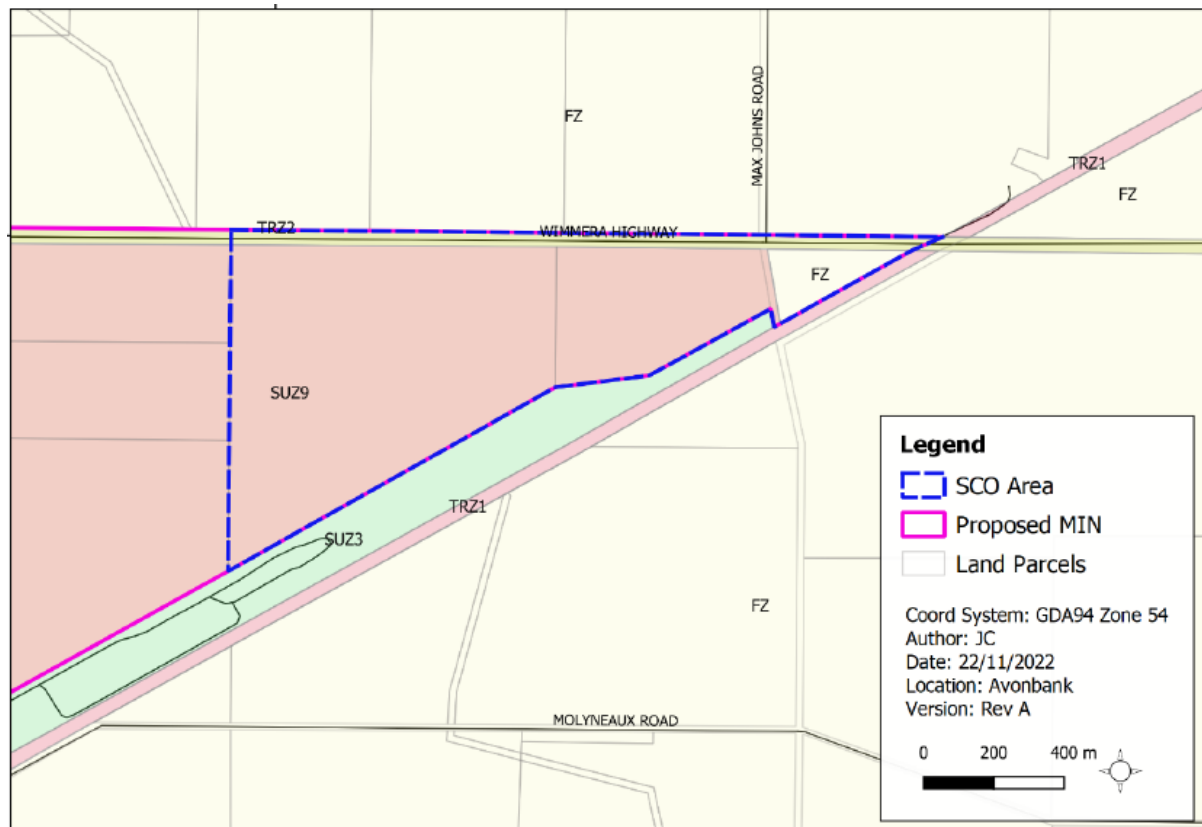 FZ
MAX JOHNS ROAD
TRZ1
FZ
TRZ2
WIMMERA HIGHWAY
FZ
SUZ9
TRZ1
SUZ3
FZ
MOLYNEAUX ROAD
Legend
SCO Area
Proposed MIN
Land Parcels
Coord System: GDA94 Zone 54
Author: JC
Date: 22/11/2022
Location: Avonbank
Version: Rev A
0 200 400 m